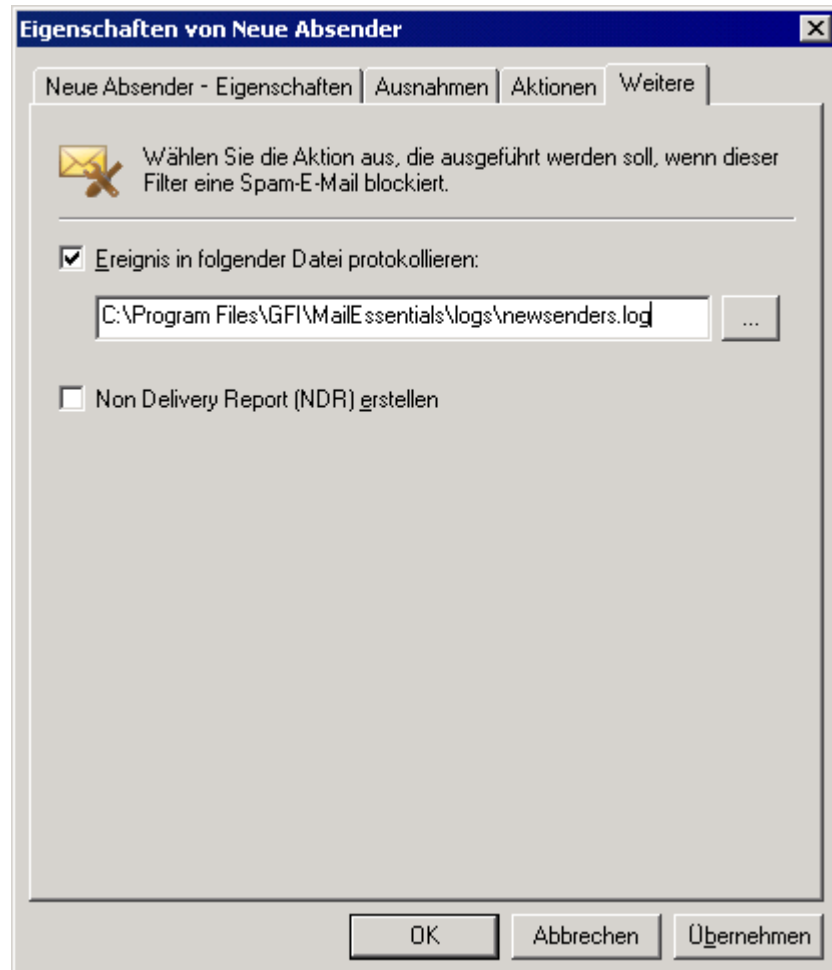 Eigenschaften von Neue Absender
Neue Absender - Eigenschaften Ausnahmen Aktionen Weitere
Wählen Sie die Aktion aus, die ausgeführt werden soll, wenn dieser
Filter eine Spam-E-Mail blockiert.
Ereignis in folgender Datei protokollieren:
C:\Program Files\GFI\MailEssentials\logs\newsenders.log
...
Non Delivery Report (NDR) erstellen
OK Abbrechen Übernehmen